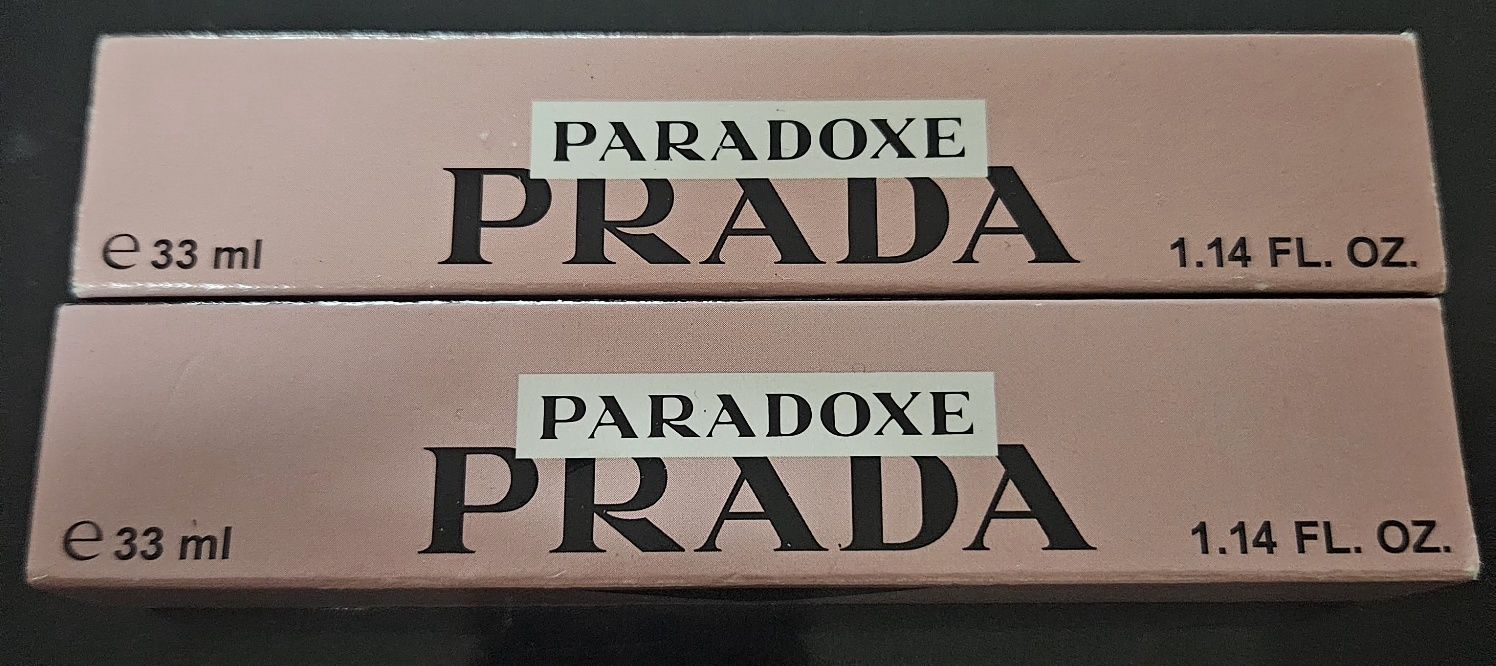 PARADOXE
PRADA
℮ 33 ml
1.14 FL. OZ.
PARADOXE
PRADA
℮ 33 ml
1.14 FL. OZ.